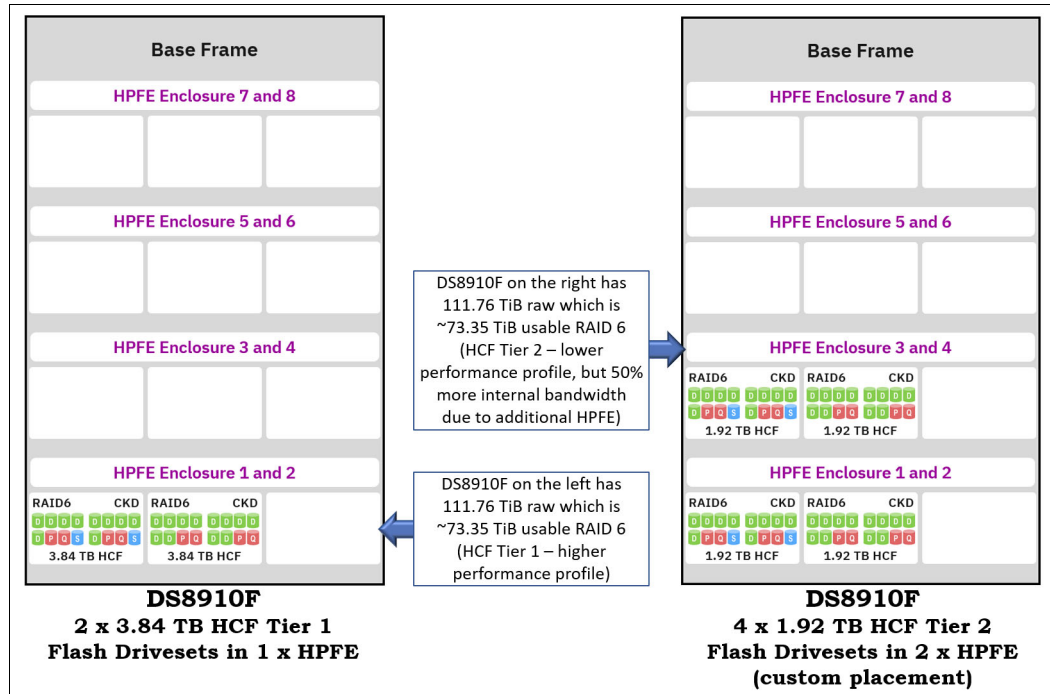 Base Frame
HPFE Enclosure 7 and 8
HPFE Enclosure 5 and 6
HPFE Enclosure 3 and 4
HPFE Enclosure 1 and 2
RAID6 CKD
D D D D D D D D
D P Q S D P Q S
3.84 TB HCF
RAID6 CKD
D D D D D D D D
D D P Q D D P Q
3.84 TB HCF
DS8910F
2 x 3.84 TB HCF Tier 1
Flash Drivesets in 1 x HPFE
DS8910F on the right has
111.76 TiB raw which is
~73.35 TiB usable RAID 6
(HCF Tier 2 – lower
performance profile, but 50%
more internal bandwidth
due to additional HPFE)
DS8910F on the left has
111.76 TiB raw which is
~73.35 TiB usable RAID 6
(HCF Tier 1 – higher
performance profile)
Base Frame
HPFE Enclosure 7 and 8
HPFE Enclosure 5 and 6
HPFE Enclosure 3 and 4
RAID6 CKD
D D D D D D D D
D P Q S D P Q S
1.92 TB HCF
RAID6 CKD
D D D D D D D D
D D P Q D D P Q
1.92 TB HCF
HPFE Enclosure 1 and 2
RAID6 CKD
D D D D D D D D
D P Q S D P Q S
1.92 TB HCF
RAID6 CKD
D D D D D D D D
D D P Q D D P Q
1.92 TB HCF
DS8910F
4 x 1.92 TB HCF Tier 2
Flash Drivesets in 2 x HPFE
(custom placement)